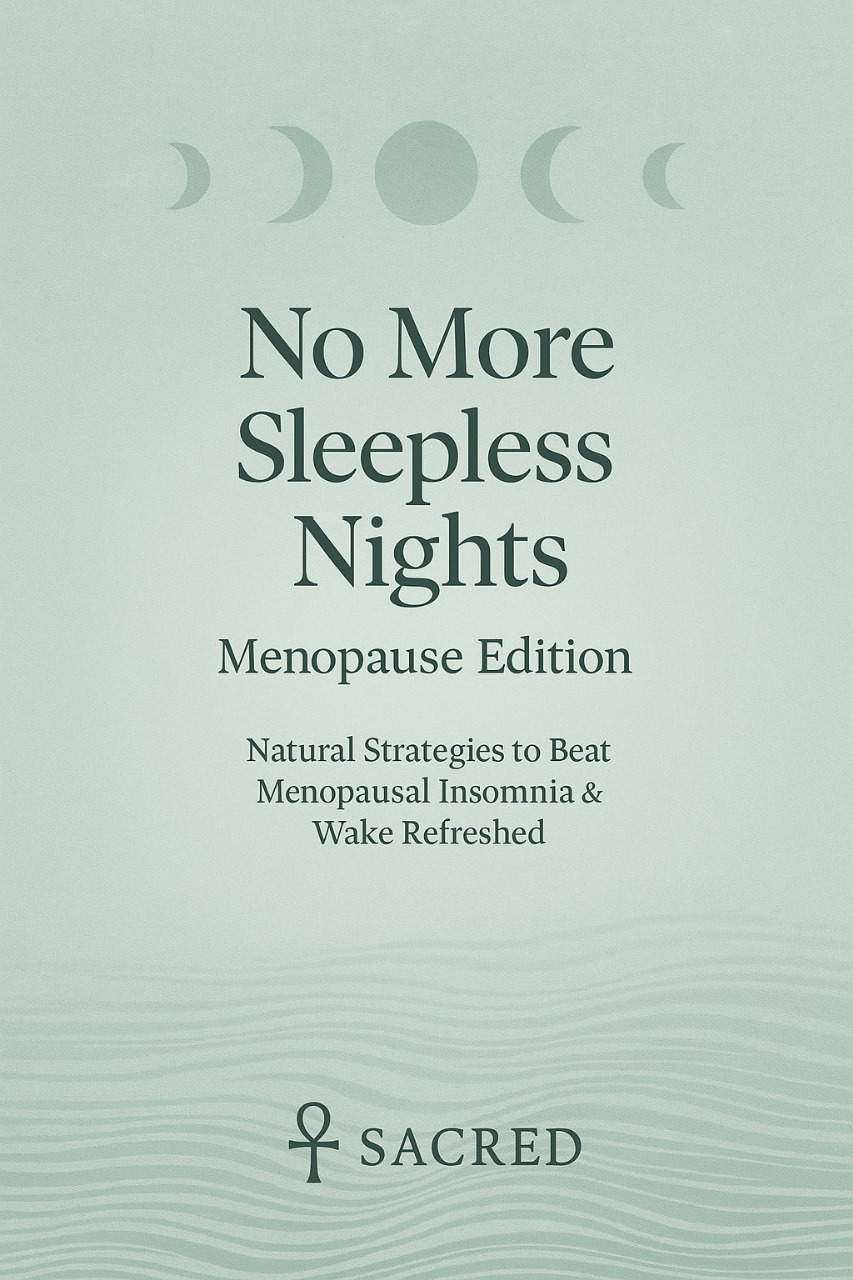 No More
Sleepless
Nights
Menopause Edition
Natural Strategies to Beat
Menopausal Insomnia &
Wake Refreshed
SACRED